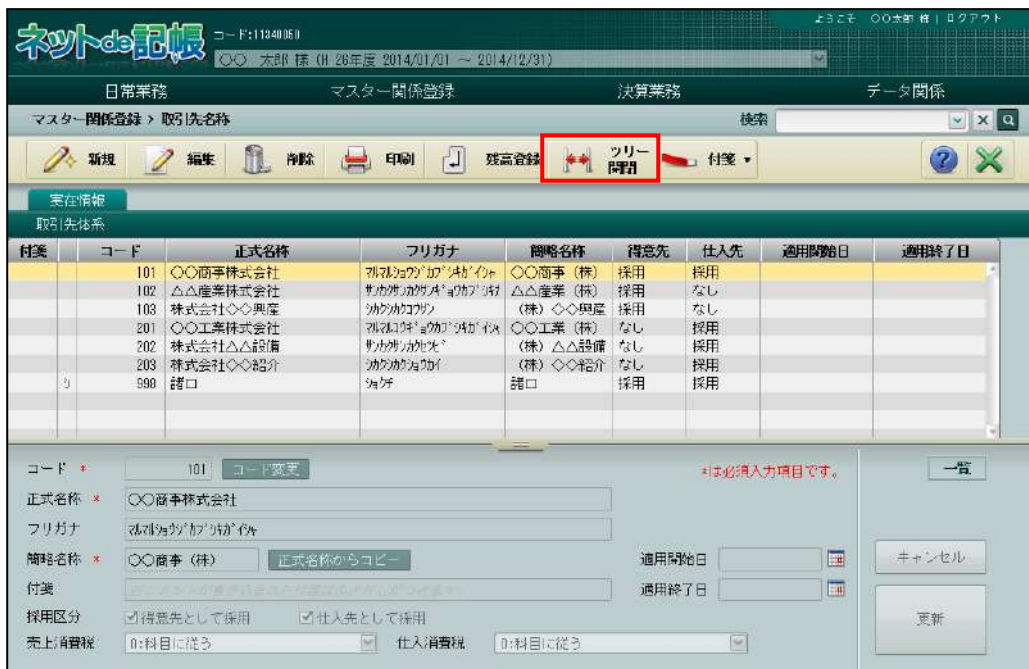 ようこそ 〇〇太郎 様 | ログアウト
ネットde記帳 コード:11340060
〇〇 太郎 様 (H 26年度 2014/01/01 ～ 2014/12/31)
日常業務 マスター関係登録 決算業務 データ関係
マスター関係登録 > 取引先名称 検索
新規 編集 削除 印刷 残高登録 ツリー開閉 付箋
実在情報
取引先体系
付箋 コード 正式名称 フリガナ 簡略名称 得意先 仕入先 適用開始日 適用終了日
101 〇〇商事株式会社 ﾏﾙﾏﾙｼｮｳｼﾞｶﾌﾞｼｷｶﾞｲｼｬ 〇〇商事（株） 採用 採用
102 △△産業株式会社 ｻﾝｶｸｻﾝｶｸｻﾝｷﾞｮｳｶﾌﾞｼｷｶﾞ △△産業（株） 採用 なし
103 株式会社◇◇興産 ｼｶｸｼｶｸｺｳｻﾝ （株）◇◇興産 採用 なし
201 〇〇工業株式会社 ﾏﾙﾏﾙｺｳｷﾞｮｳｶﾌﾞｼｷｶﾞｲｼｬ 〇〇工業（株） なし 採用
202 株式会社△△設備 ｻﾝｶｸｻﾝｶｸｾﾂﾋﾞ （株）△△設備 なし 採用
203 株式会社◇◇紹介 ｼｶｸｼｶｸｼｮｳｶｲ （株）◇◇紹介 なし 採用
り 998 諸口 ｼｮｸﾁ 諸口 採用 採用
コード * 101 コード変更 *は必須入力項目です。 一覧
正式名称 * 〇〇商事株式会社
フリガナ ﾏﾙﾏﾙｼｮｳｼﾞｶﾌﾞｼｷｶﾞｲｼｬ
簡略名称 * 〇〇商事（株） 正式名称からコピー 適用開始日 キャンセル
付箋 適用終了日
採用区分 得意先として採用 仕入先として採用 更新
売上消費税 0:科目に従う 仕入消費税 0:科目に従う